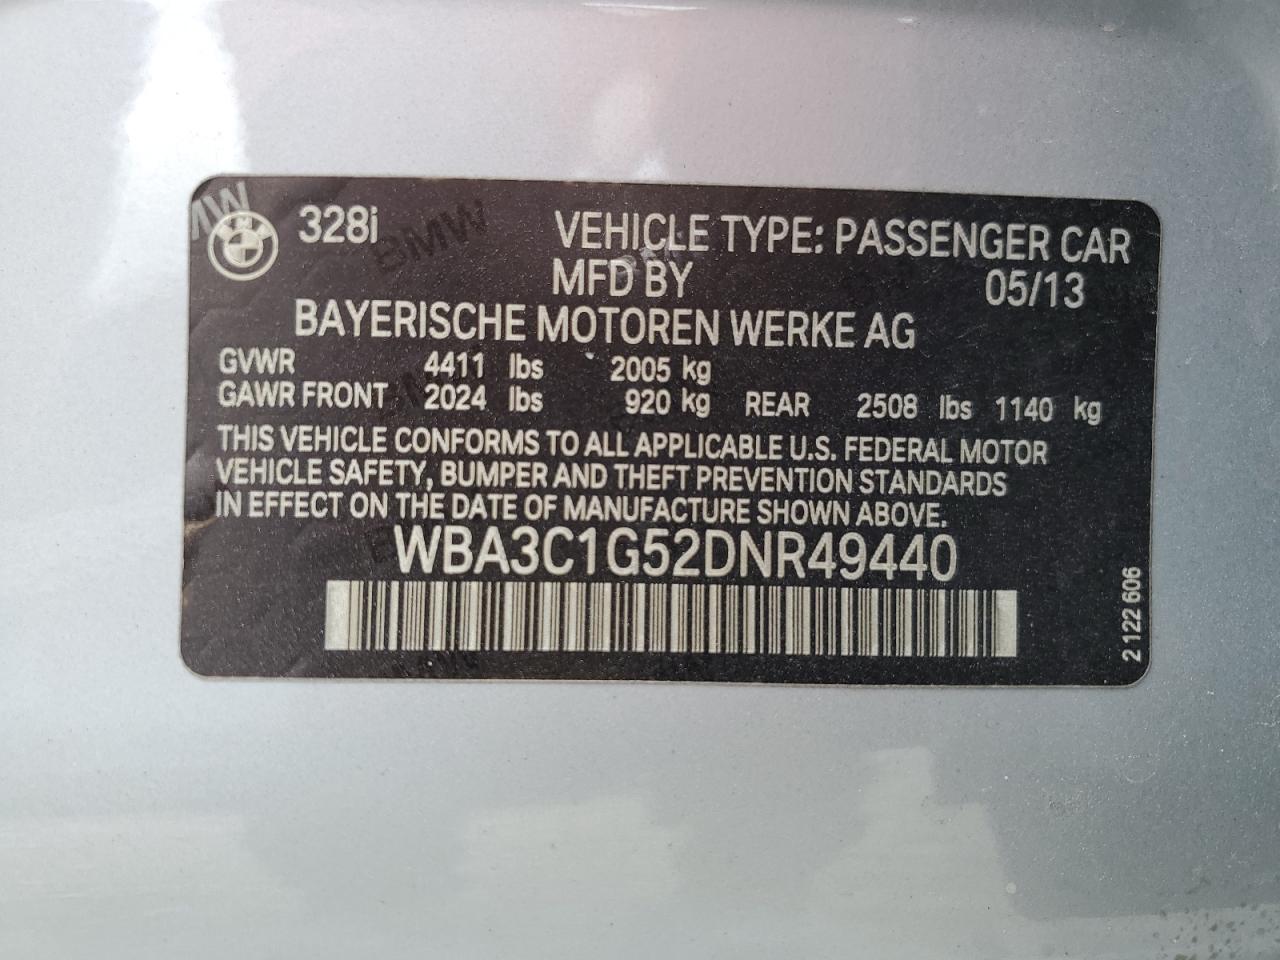 328i VEHICLE TYPE: PASSENGER CAR
MFD BY 05/13
BAYERISCHE MOTOREN WERKE AG
GVWR 4411 lbs 2005 kg
GAWR FRONT 2024 lbs 920 kg REAR 2508 lbs 1140 kg
THIS VEHICLE CONFORMS TO ALL APPLICABLE U.S. FEDERAL MOTOR
VEHICLE SAFETY, BUMPER AND THEFT PREVENTION STANDARDS
IN EFFECT ON THE DATE OF MANUFACTURE SHOWN ABOVE.
WBA3C1G52DNR49440
2 122 606
BMW